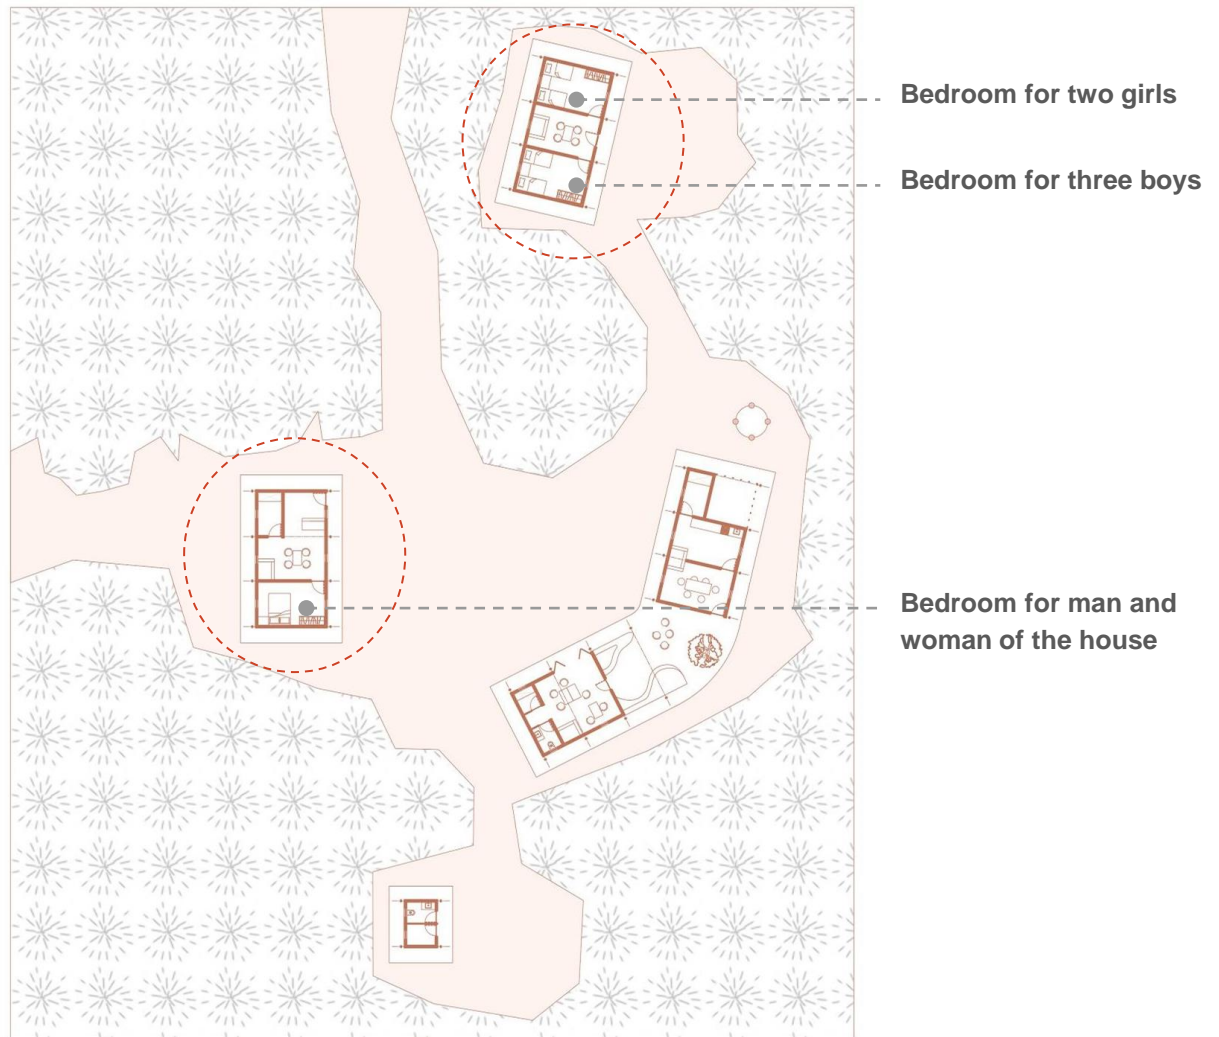 Bedroom for two girls
Bedroom for three boys
Bedroom for man and
woman of the house